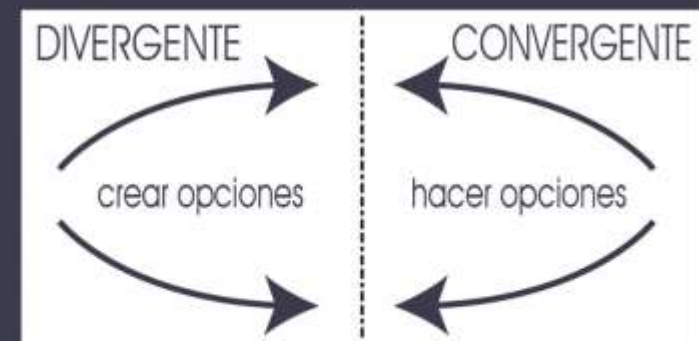 DIVERGENTE
CONVERGENTE
crear opciones
hacer opciones